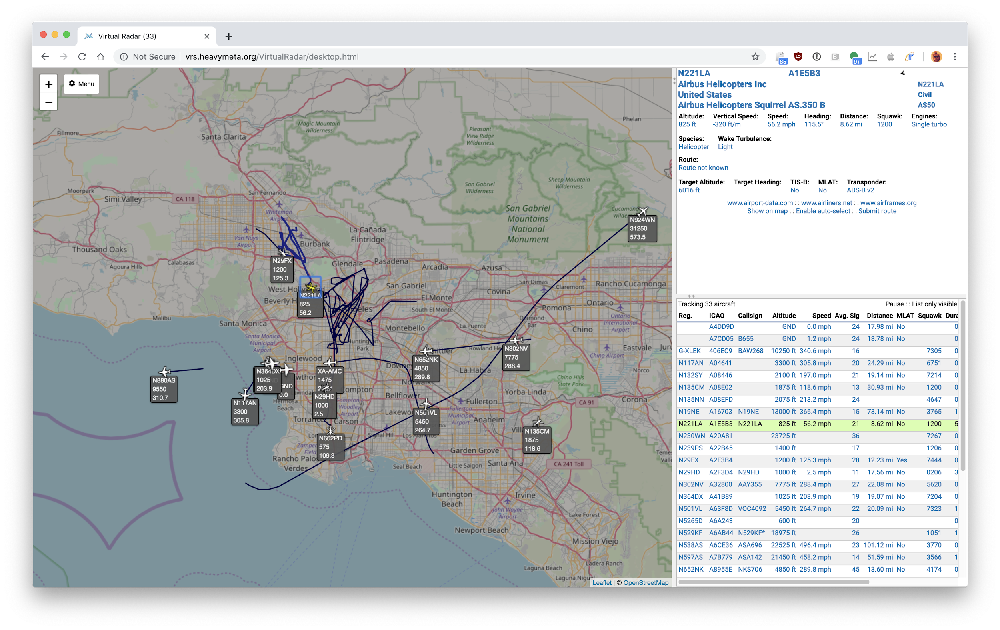 Virtual Radar (33)
Not Secure vrs.heavymeta.org/VirtualRadar/desktop.html
85
9+
+
Menu
−
Phelan
Magic Mountain
Wilderness
Pleasant
View Ridge
Wilderness
Fillmore
Santa Clarita
San Gabriel
Wilderness
Sheep Mountain
Wilderness
Moorpark
Simi Valley
CA 118
San Fernando
Whiteman
Airport
San Gabriel
Mountains
National
Monument
Cucamonga
N924WN
31250
573.5
La Cañada
Flintridge
Van Nuys
Airport
Burbank
Thousand Oaks
Agoura Hills
Calabasas
N29FX
1200
125.3
Glendale
Pasadena
Arcadia
Azusa
West Hollywood
San Gabriel
San Dimas
Claremont
Rancho Cucamonga
Covina
Beverly H
N221LA
825
56.2
El Monte
South El Monte
Pomona
Ontario
Ontario
International
Airport
Malibu
Santa Monica
Montebello
La Puente
Diamond
Bar
Chino
Santa Monica
Municipal
Airport
Huntington
Park
Rowland He
Chino Airport
Eastvale
Inglewood
N652NK
4850
289.8
N302NV
7775
288.4
Downey
La Habra
Norco
N880AS
9550
310.7
N364DX
1025
203.9
GND
0.0
XA-AMC
1475
Norwalk
Chino Hills
State Park
N117AN
3300
305.8
Hermosa
Beach
N29HD
1000
2.5
Compton
Compton
Woodley
Airport
Bellflower
Yorba Linda
Fullerton
CA 91
Corona
Torrance
Carson
Lakewood
N501VL
5450
264.7
Fullerton
Municipal
Airport
Anaheim
N662PD
575
109.3
Signal Hill
Los Alamitos
N135CM
1875
118.6
Zamper
Field
Garden Grove
Rancho Palos
Verdes
Seal Beach
Little Saigon
Santa Ana
CA 241 Toll
Huntington
Beach
Irvine
John Wayne
Airport
Lake Forest
Newport Beach
Mission Viejo
Laguna Beach
Ladera Ranch
Laguna Niguel
Leaflet | © OpenStreetMap
N221LA A1E5B3
Airbus Helicopters Inc N221LA
United States Civil
Airbus Helicopters Squirrel AS.350 B AS50
Altitude: Vertical Speed: Speed: Heading: Distance: Squawk: Engines:
825 ft -320 ft/m 56.2 mph 115.5° 8.62 mi 1200 Single turbo
Species: Wake Turbulence:
Helicopter Light
Route:
Route not known
Target Altitude: Target Heading: TIS-B: MLAT: Transponder:
6016 ft No No ADS-B v2
www.airport-data.com : : www.airliners.net : : www.airframes.org
Show on map : : Enable auto-select : : Submit route
Tracking 33 aircraft Pause : : List only visible
Reg. ICAO Callsign Altitude Speed Avg. Sig Distance MLAT Squawk Dura
A4DD9D GND 0.0 mph 24 17.98 mi No 0
A7CD05 B655 GND 1.2 mph 24 18.78 mi No 0
G-XLEK 406EC9 BAW268 10250 ft 340.6 mph 16 7305 0
N117AN A04641 3300 ft 305.8 mph 20 24.29 mi No 6751 0
N132SY A08446 2100 ft 197.0 mph 21 19.14 mi No 7214 0
N135CM A08E02 1875 ft 118.6 mph 13 30.93 mi No 1200 0
N135NN A08EFD 2075 ft 213.2 mph 24 4647 0
N19NE A16703 N19NE 13000 ft 366.4 mph 15 73.14 mi No 3765 1
N221LA A1E5B3 N221LA 825 ft 56.2 mph 21 8.62 mi No 1200 5
N230WN A20A81 23725 ft 36 7267 0
N239PS A22B45 1400 ft 17 1206 0
N29FX A2F3B4 1200 ft 125.3 mph 28 12.23 mi Yes 7444 0
N29HD A2F3D4 N29HD 1000 ft 2.5 mph 11 17.56 mi No 0206 3
N302NV A32800 AAY355 7775 ft 288.4 mph 27 22.08 mi No 5620 0
N364DX A41B89 1025 ft 203.9 mph 19 19.07 mi No 7204 0
N501VL A63F8D VOC4092 5450 ft 264.7 mph 22 20.09 mi No 7323 1
N5265D A6A243 600 ft 20 0
N529KF A6AB44 N529KF* 18975 ft 26 1051 1
N538AS A6CE36 ASA696 22525 ft 496.4 mph 23 101.12 mi No 3770 0
N597AS A7B779 ASA142 21450 ft 458.2 mph 14 51.59 mi No 3566 1
N652NK A8955E NKS706 4850 ft 289.8 mph 45 13.60 mi No 4174 0